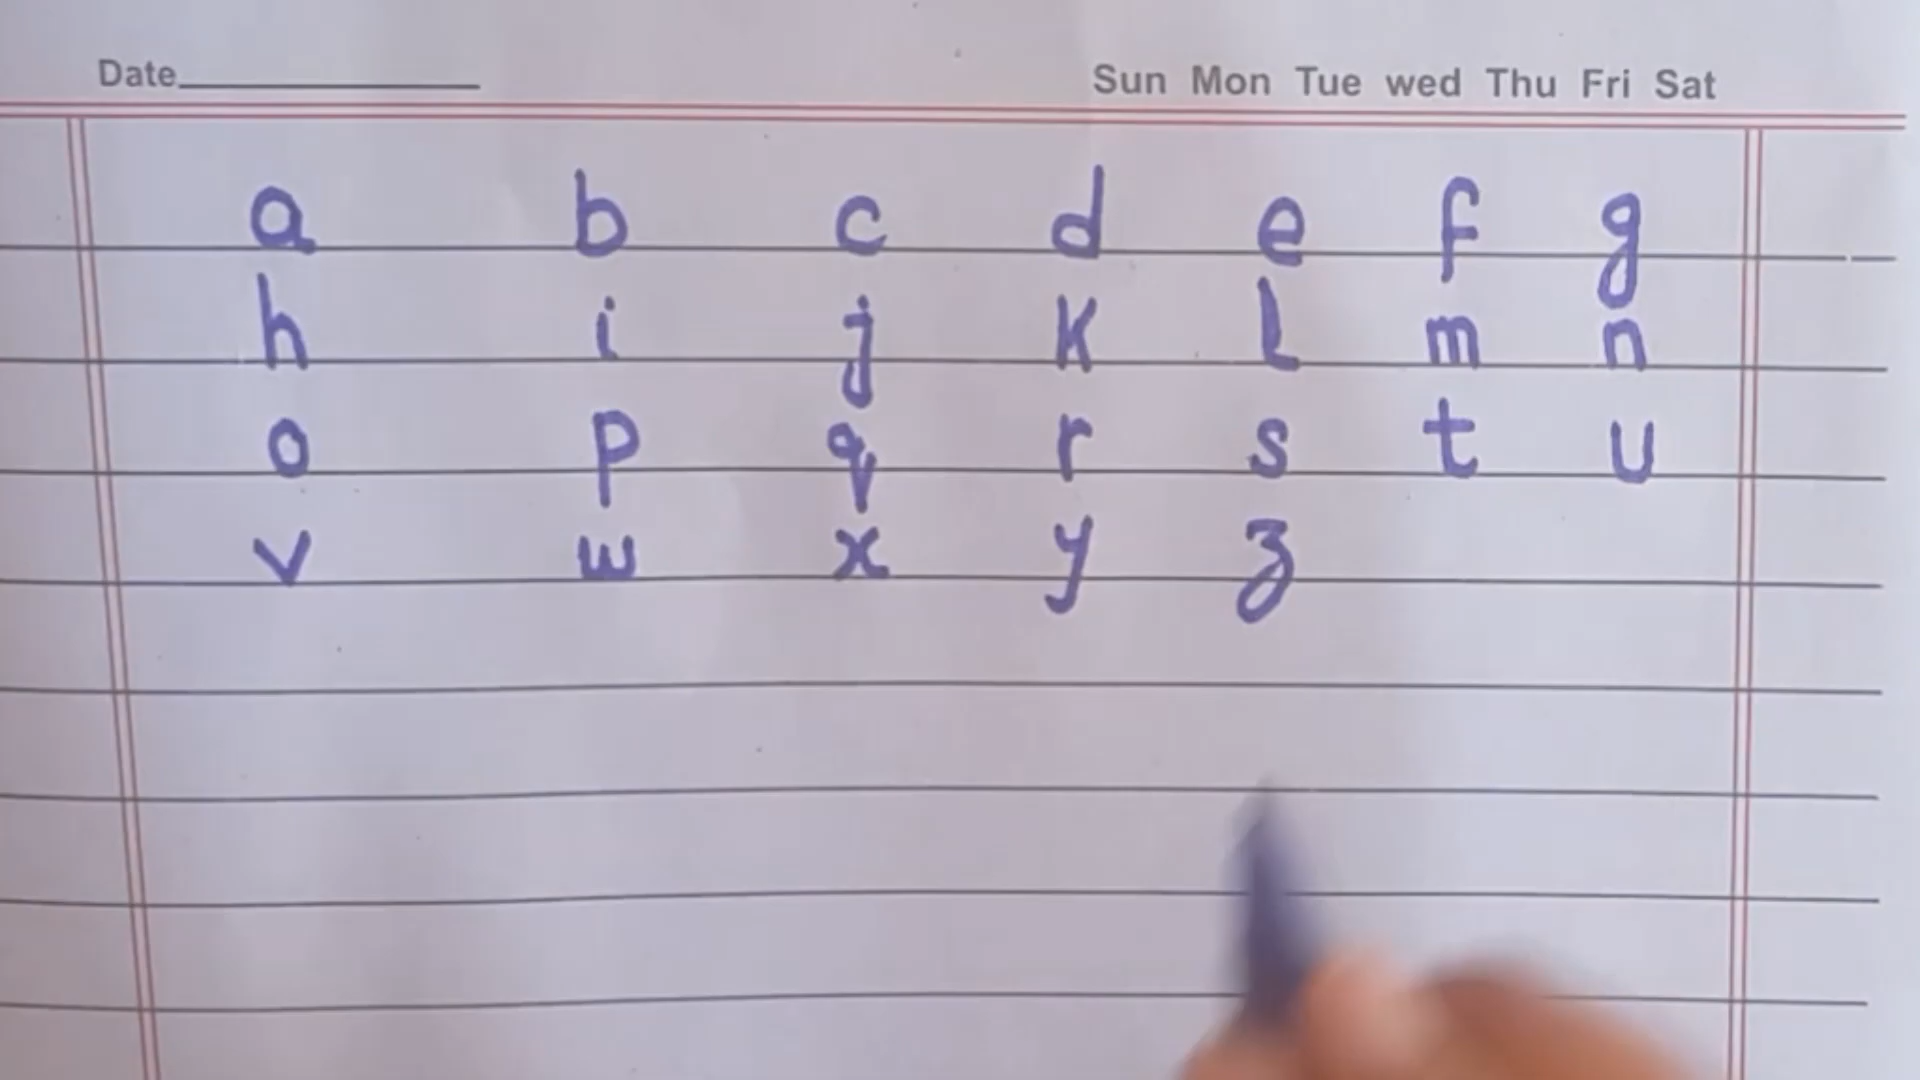 Date Sun Mon Tue wed Thu Fri Sat
a b c d e f g
h i j k l m n
o p q r s t u
v w x y z